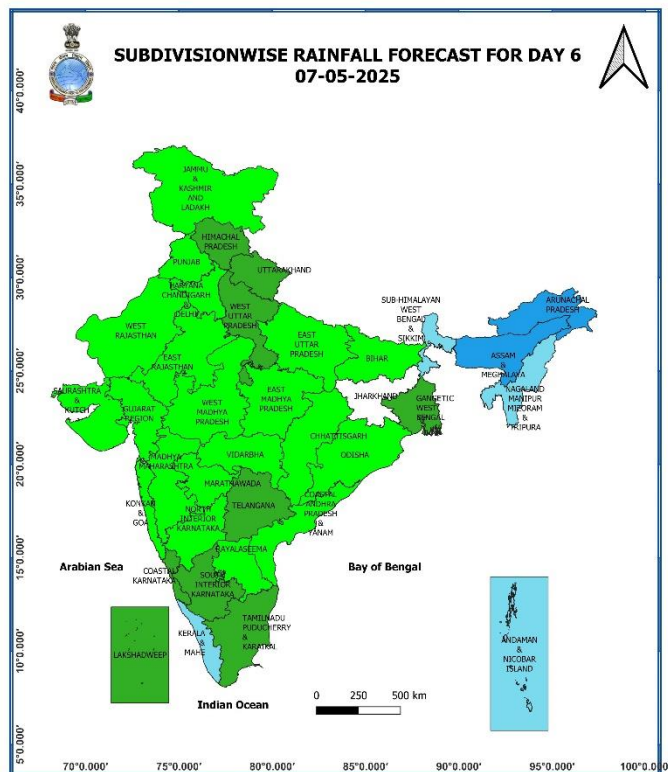 SUBDIVISIONWISE RAINFALL FORECAST FOR DAY 6
07-05-2025
40°0.000'
35°0.000'
30°0.000'
25°0.000'
20°0.000'
15°0.000'
10°0.000'
5°0.000'
JAMMU
&
KASHMIR
AND
LADAKH
HIMACHAL
PRADESH
PUNJAB
UTTARAKHAND
HARYANA
CHANDIGARH
&
DELHI
WEST
UTTAR
PRADESH
WEST
RAJASTHAN
EAST
RAJASTHAN
EAST
UTTAR
PRADESH
SUB-HIMALAYAN
WEST
BENGAL
&
SIKKIM
ARUNACHAL
PRADESH
ASSAM
&
MEGHALAYA
NAGALAND
MANIPUR
MIZORAM
&
TRIPURA
BIHAR
JHARKHAND
GANGETIC
WEST
BENGAL
SAURASHTRA
&
KUTCH
GUJARAT
REGION
WEST
MADHYA
PRADESH
EAST
MADHYA
PRADESH
CHHATTISGARH
ODISHA
VIDARBHA
MADHYA
MAHARASHTRA
MARATHAWADA
KONKAN
&
GOA
TELANGANA
COASTAL
ANDHRA
PRADESH
&
YANAM
NORTH
INTERIOR
KARNATAKA
RAYALASEEMA
Arabian Sea
Bay of Bengal
COASTAL
KARNATAKA
SOUTH
INTERIOR
KARNATAKA
TAMILNADU
PUDUCHERRY
&
KARAIKAL
KERALA
&
MAHE
LAKSHADWEEP
ANDAMAN
&
NICOBAR
ISLAND
Indian Ocean
0 250 500 km
70°0.000' 75°0.000' 80°0.000' 85°0.000' 90°0.000' 95°0.000' 100°0.000'